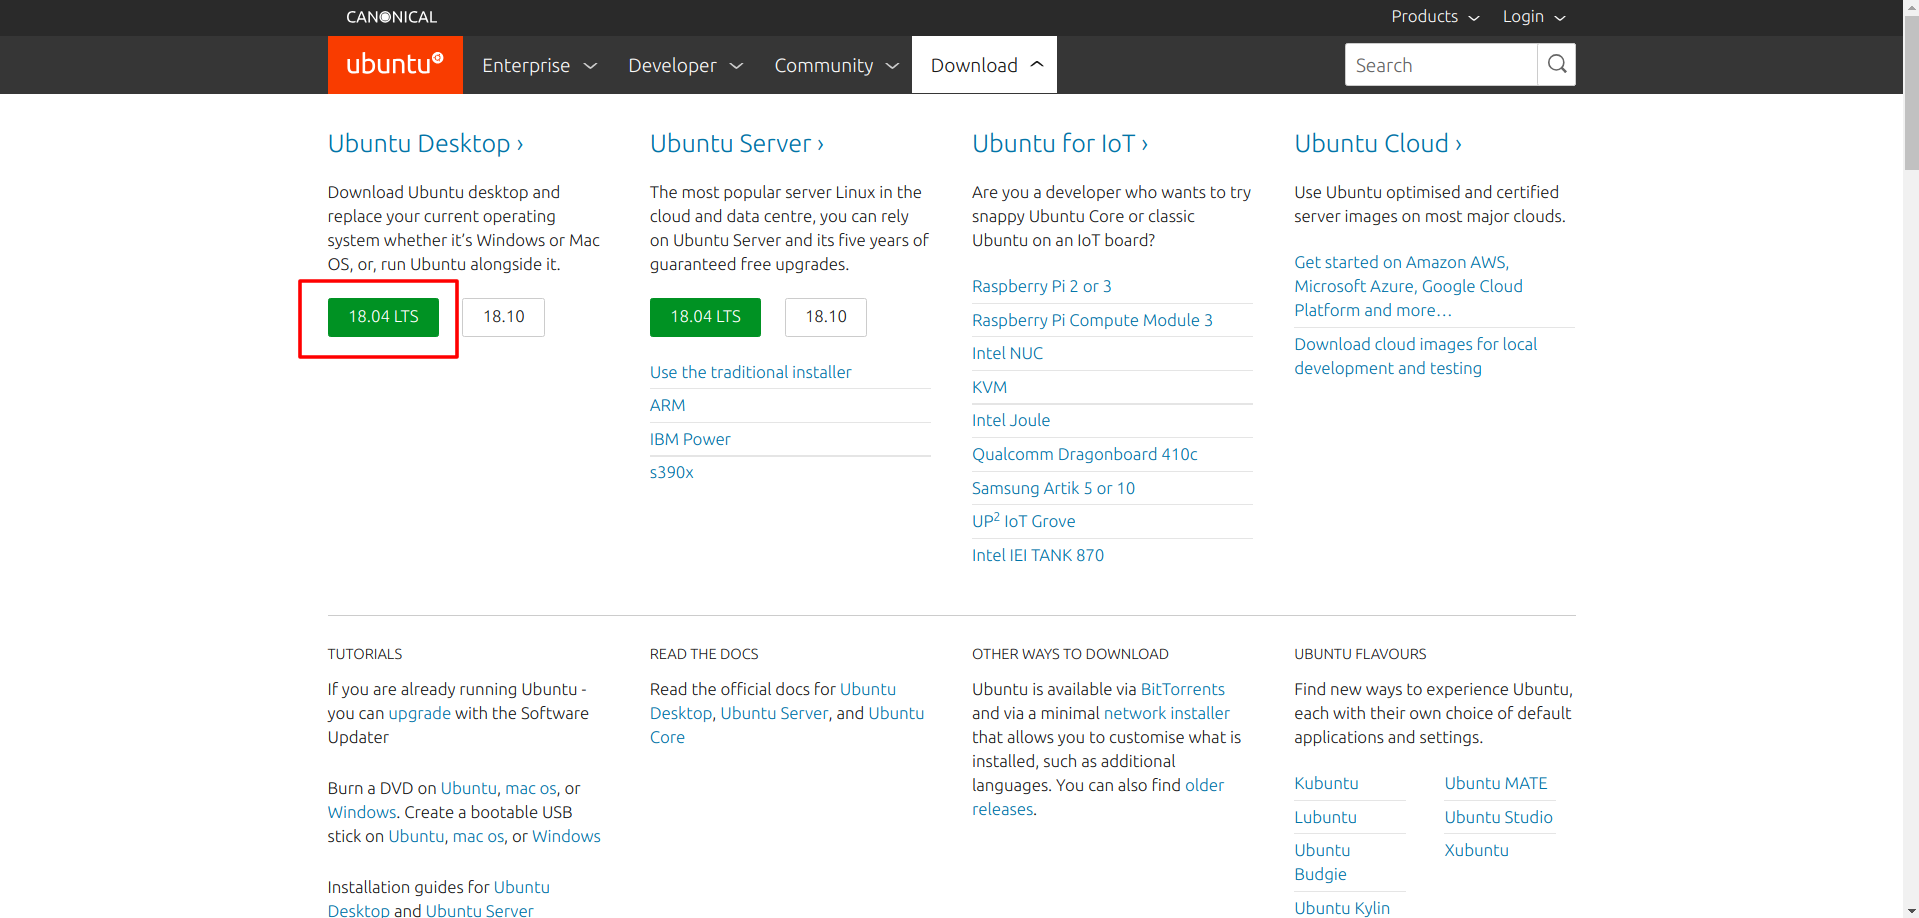 CANONICAL
Products
Login
ubuntu
Enterprise
Developer
Community
Download
Search
Ubuntu Desktop ›
Download Ubuntu desktop and
replace your current operating
system whether it’s Windows or Mac
OS, or, run Ubuntu alongside it.
18.04 LTS
18.10
Ubuntu Server ›
The most popular server Linux in the
cloud and data centre, you can rely
on Ubuntu Server and its five years of
guaranteed free upgrades.
18.04 LTS
18.10
Use the traditional installer
ARM
IBM Power
s390x
Ubuntu for IoT ›
Are you a developer who wants to try
snappy Ubuntu Core or classic
Ubuntu on an IoT board?
Raspberry Pi 2 or 3
Raspberry Pi Compute Module 3
Intel NUC
KVM
Intel Joule
Qualcomm Dragonboard 410c
Samsung Artik 5 or 10
UP² IoT Grove
Intel IEI TANK 870
Ubuntu Cloud ›
Use Ubuntu optimised and certified
server images on most major clouds.
Get started on Amazon AWS,
Microsoft Azure, Google Cloud
Platform and more…
Download cloud images for local
development and testing
TUTORIALS
If you are already running Ubuntu -
you can upgrade with the Software
Updater
Burn a DVD on Ubuntu, mac os, or
Windows. Create a bootable USB
stick on Ubuntu, mac os, or Windows
Installation guides for Ubuntu
Desktop and Ubuntu Server
READ THE DOCS
Read the official docs for Ubuntu
Desktop, Ubuntu Server, and Ubuntu
Core
OTHER WAYS TO DOWNLOAD
Ubuntu is available via BitTorrents
and via a minimal network installer
that allows you to customise what is
installed, such as additional
languages. You can also find older
releases.
UBUNTU FLAVOURS
Find new ways to experience Ubuntu,
each with their own choice of default
applications and settings.
Kubuntu
Lubuntu
Ubuntu
Budgie
Ubuntu Kylin
Ubuntu MATE
Ubuntu Studio
Xubuntu